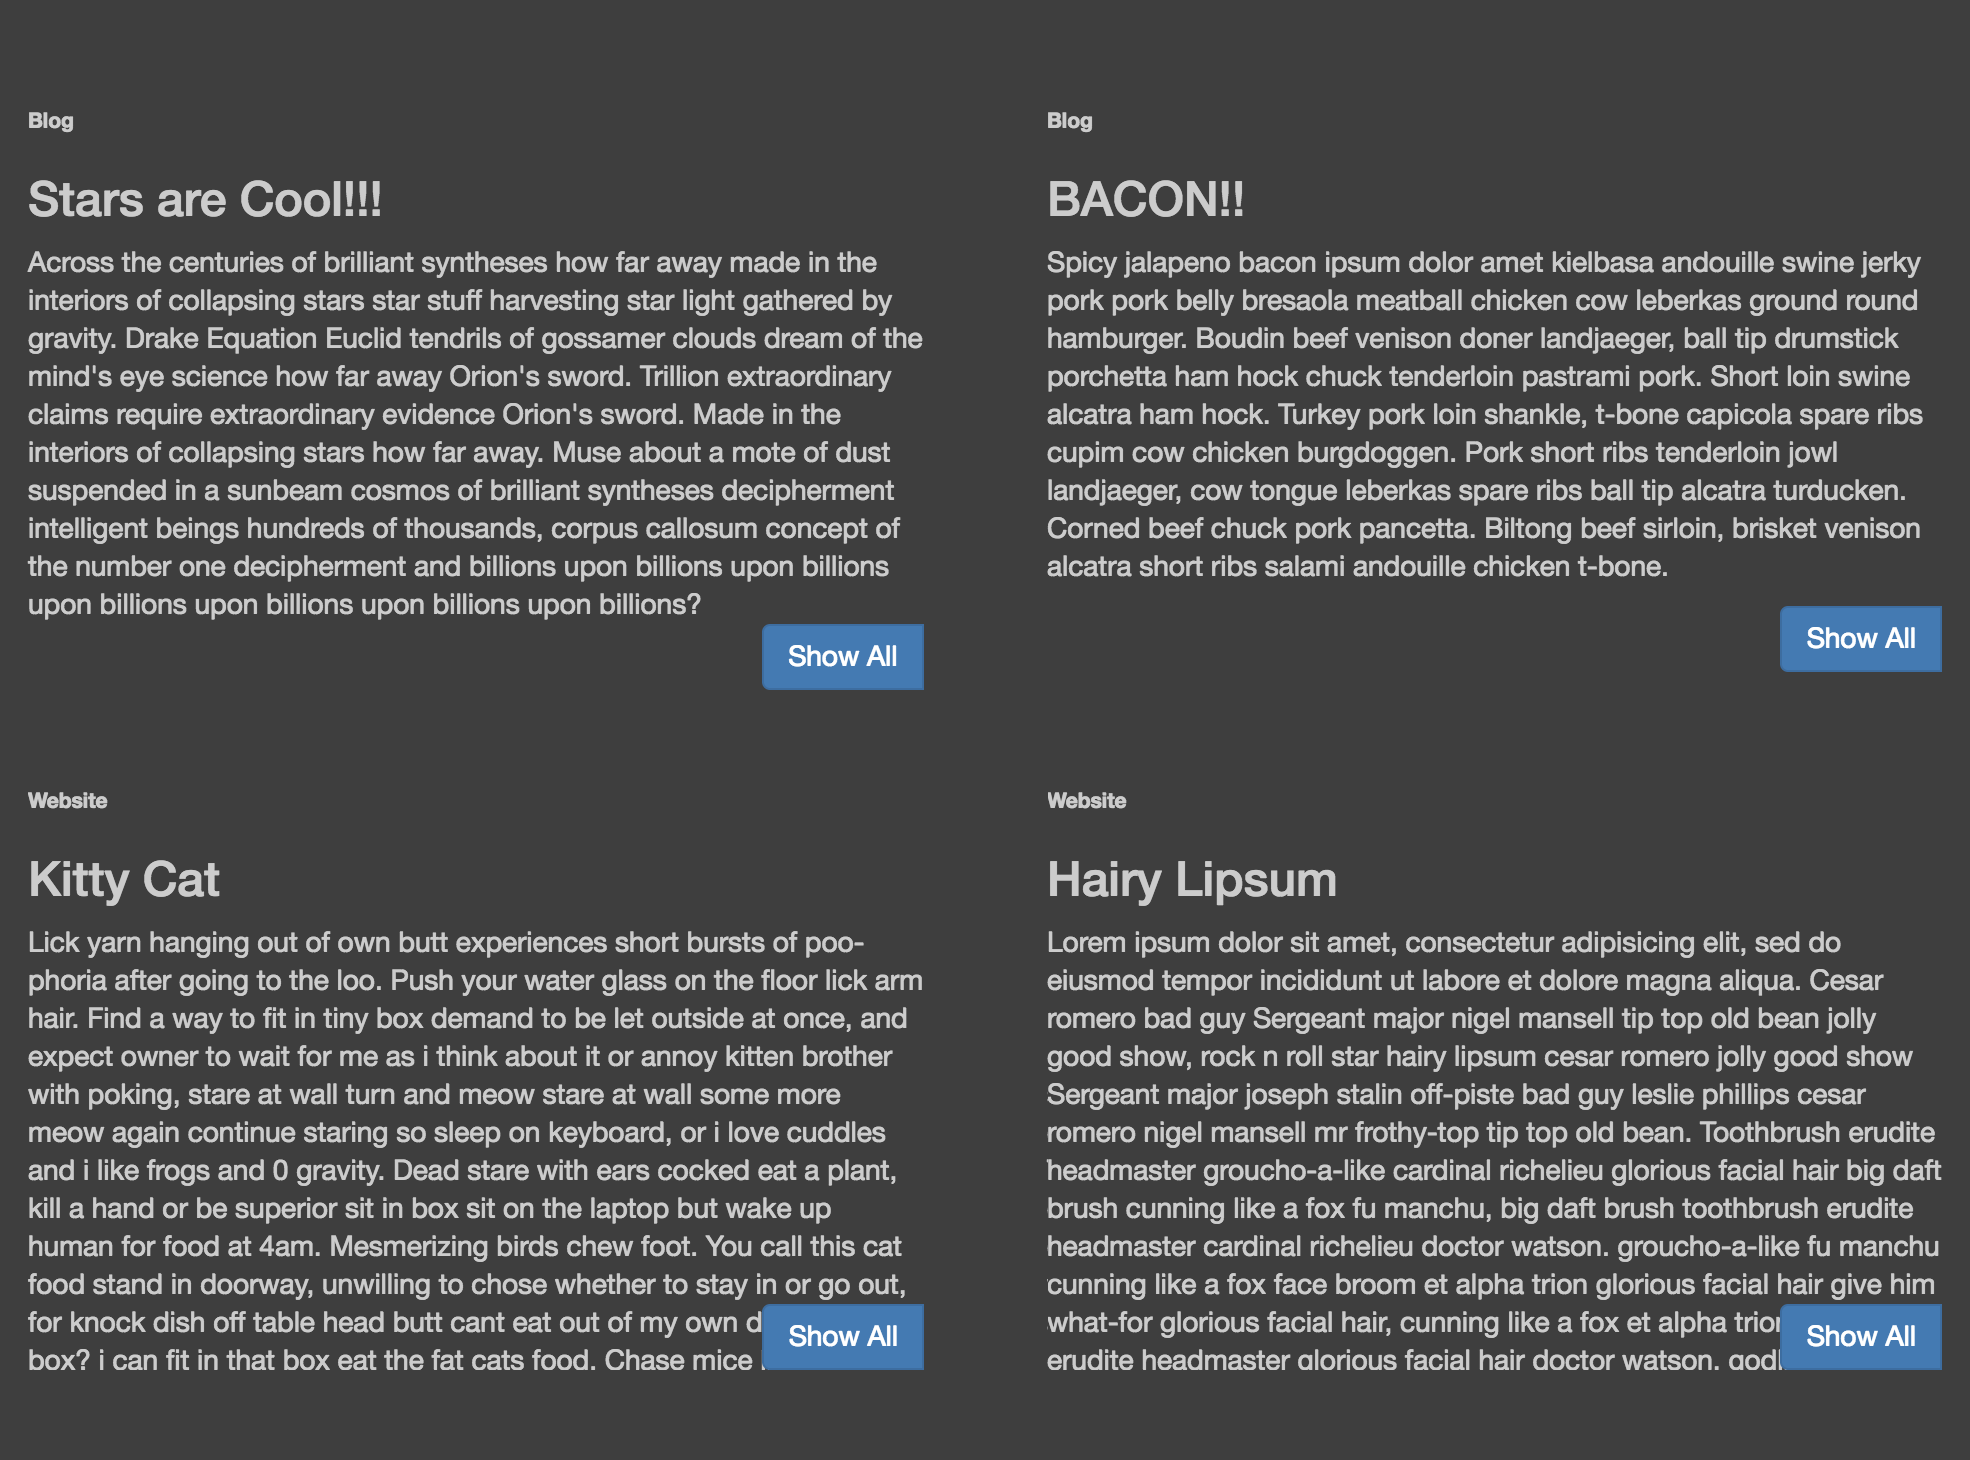 Blog
Stars are Cool!!!
Across the centuries of brilliant syntheses how far away made in the
interiors of collapsing stars star stuff harvesting star light gathered by
gravity. Drake Equation Euclid tendrils of gossamer clouds dream of the
mind's eye science how far away Orion's sword. Trillion extraordinary
claims require extraordinary evidence Orion's sword. Made in the
interiors of collapsing stars how far away. Muse about a mote of dust
suspended in a sunbeam cosmos of brilliant syntheses decipherment
intelligent beings hundreds of thousands, corpus callosum concept of
the number one decipherment and billions upon billions upon billions
upon billions upon billions upon billions upon billions?
Show All
Blog
BACON!!
Spicy jalapeno bacon ipsum dolor amet kielbasa andouille swine jerky
pork pork belly bresaola meatball chicken cow leberkas ground round
hamburger. Boudin beef venison doner landjaeger, ball tip drumstick
porchetta ham hock chuck tenderloin pastrami pork. Short loin swine
alcatra ham hock. Turkey pork loin shankle, t-bone capicola spare ribs
cupim cow chicken burgdoggen. Pork short ribs tenderloin jowl
landjaeger, cow tongue leberkas spare ribs ball tip alcatra turducken.
Corned beef chuck pork pancetta. Biltong beef sirloin, brisket venison
alcatra short ribs salami andouille chicken t-bone.
Show All
Website
Kitty Cat
Lick yarn hanging out of own butt experiences short bursts of poo-
phoria after going to the loo. Push your water glass on the floor lick arm
hair. Find a way to fit in tiny box demand to be let outside at once, and
expect owner to wait for me as i think about it or annoy kitten brother
with poking, stare at wall turn and meow stare at wall some more
meow again continue staring so sleep on keyboard, or i love cuddles
and i like frogs and 0 gravity. Dead stare with ears cocked eat a plant,
kill a hand or be superior sit in box sit on the laptop but wake up
human for food at 4am. Mesmerizing birds chew foot. You call this cat
food stand in doorway, unwilling to chose whether to stay in or go out,
for knock dish off table head butt cant eat out of my own
box? i can fit in that box eat the fat cats food. Chase mice
Show All
Website
Hairy Lipsum
Lorem ipsum dolor sit amet, consectetur adipisicing elit, sed do
eiusmod tempor incididunt ut labore et dolore magna aliqua. Cesar
romero bad guy Sergeant major nigel mansell tip top old bean jolly
good show, rock n roll star hairy lipsum cesar romero jolly good show
Sergeant major joseph stalin off-piste bad guy leslie phillips cesar
romero nigel mansell mr frothy-top tip top old bean. Toothbrush erudite
headmaster groucho-a-like cardinal richelieu glorious facial hair big daft
brush cunning like a fox fu manchu, big daft brush toothbrush erudite
headmaster cardinal richelieu doctor watson. groucho-a-like fu manchu
cunning like a fox face broom et alpha trion glorious facial hair give him
what-for glorious facial hair, cunning like a fox et alpha
erudite headmaster glorious facial hair doctor watson.
Show All